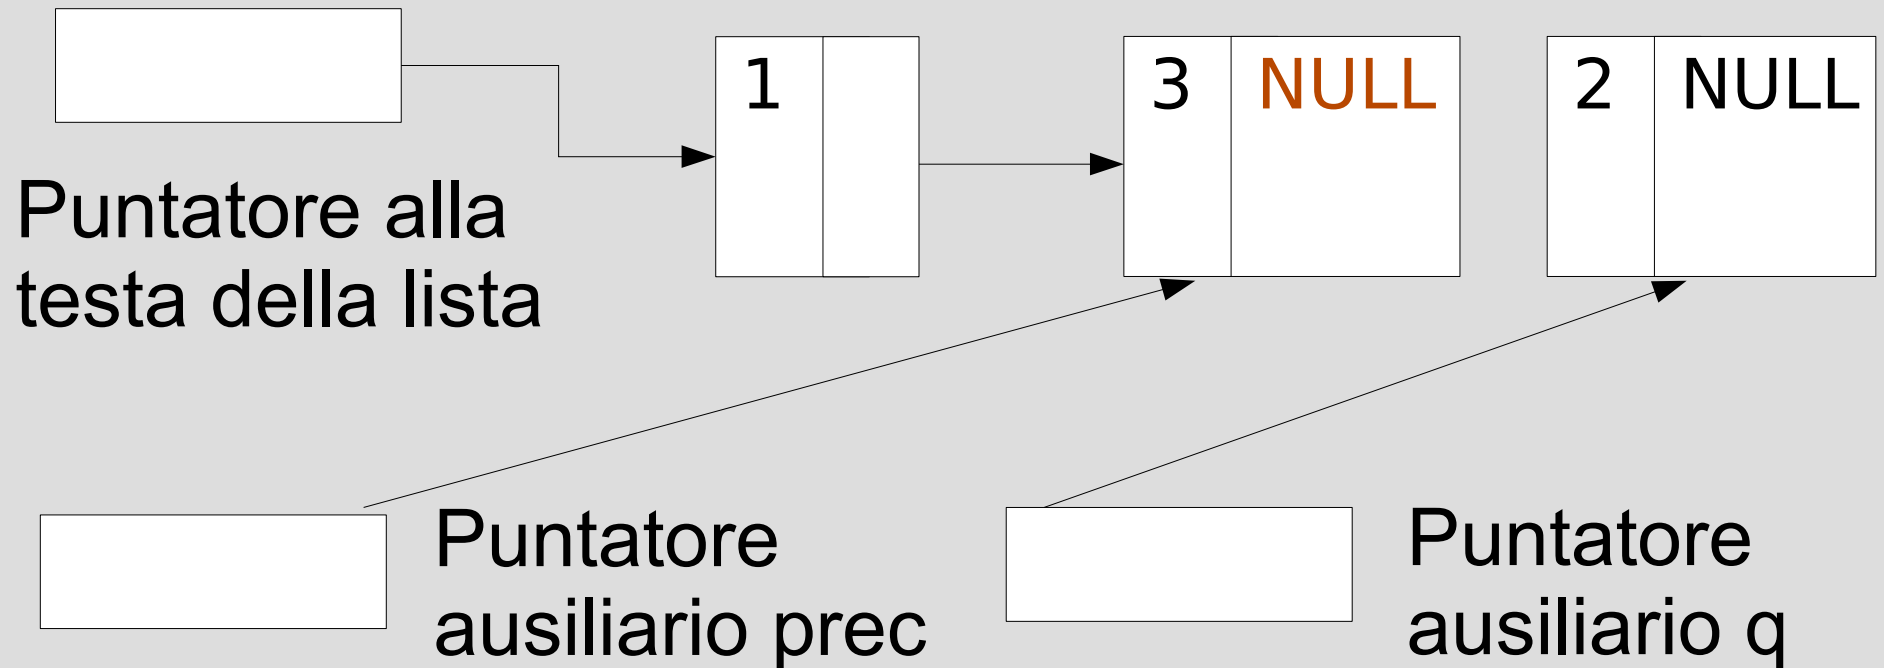 1
3 NULL
2 NULL
Puntatore alla
testa della lista
Puntatore
ausiliario prec
Puntatore
ausiliario q